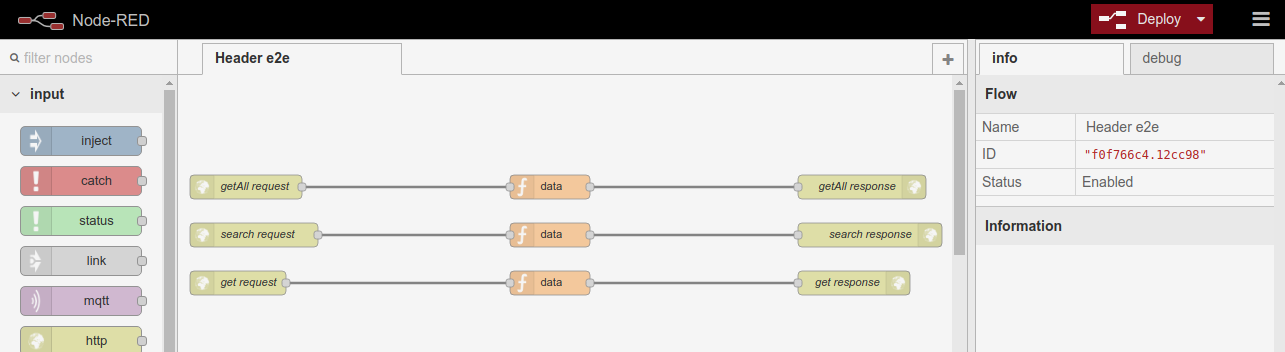 Node-RED
Deploy
filter nodes
Header e2e
info
debug
input
Flow
inject
Name
Header e2e
catch
ID
"f0f766c4.12cc98"
Status
Enabled
getAll request
data
getAll response
status
search request
data
search response
Information
link
get request
data
get response
mqtt
http